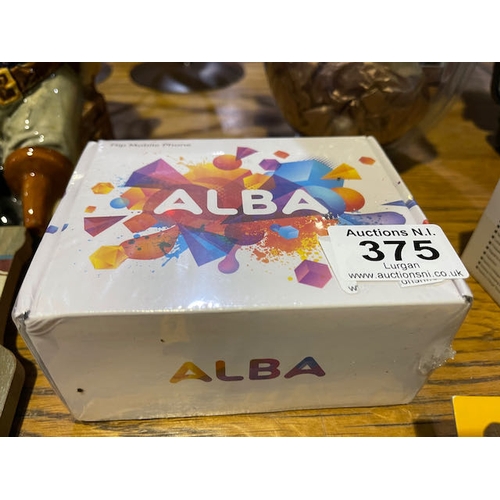 Flip Mobile Phone
ALBA
Auctions N.I.
375
Lurgan
www.auctionsni.co.uk
ALBA